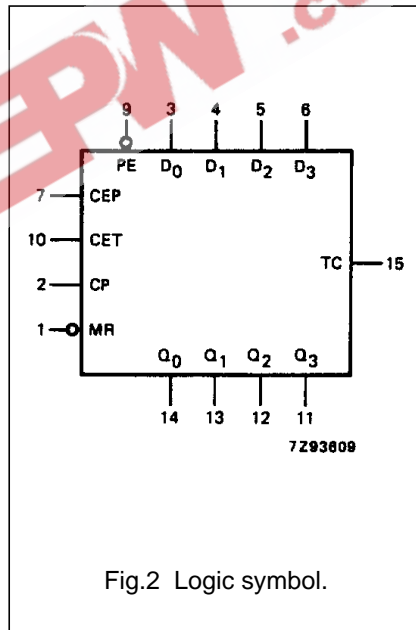 EPW .c
9 3 4 5 6
PE D0 D1 D2 D3
7 CEP
10 CET
TC 15
2 CP
1 MR
Q0 Q1 Q2 Q3
14 13 12 11
7Z93609
Fig.2 Logic symbol.